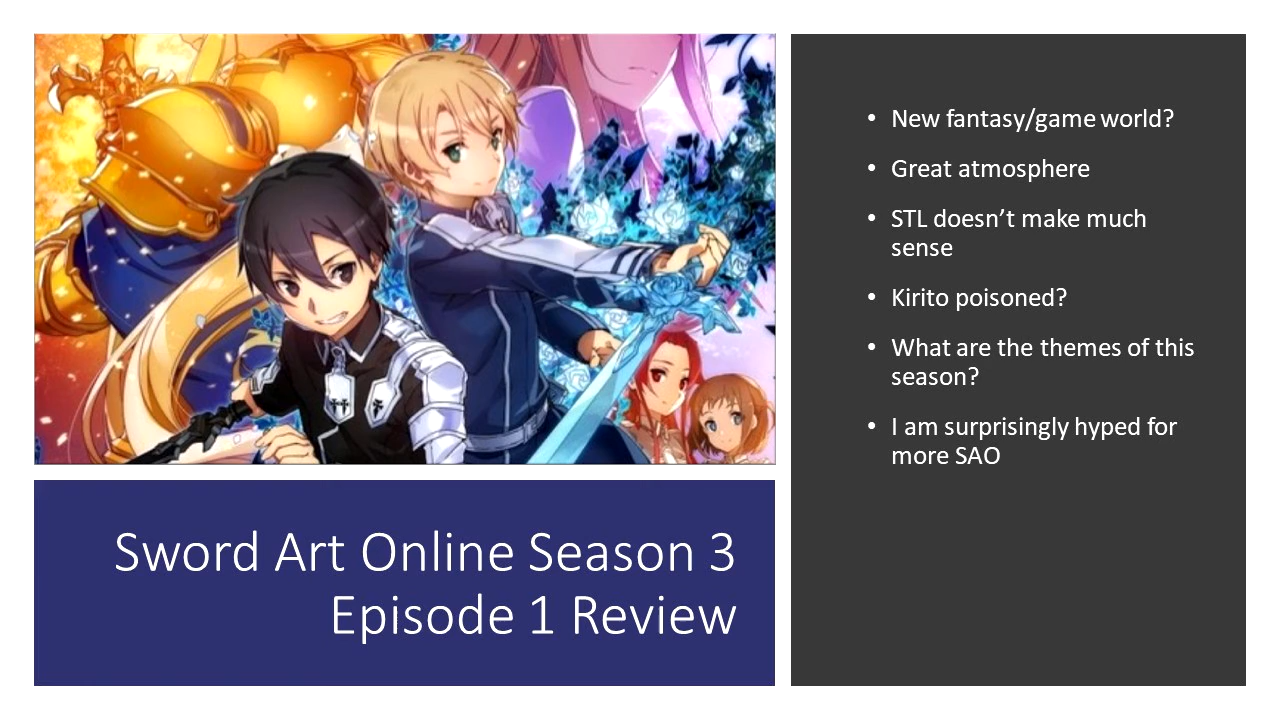 Sword Art Online Season 3
Episode 1 Review
• New fantasy/game world?
• Great atmosphere
• STL doesn’t make much
sense
• Kirito poisoned?
• What are the themes of this
season?
• I am surprisingly hyped for
more SAO